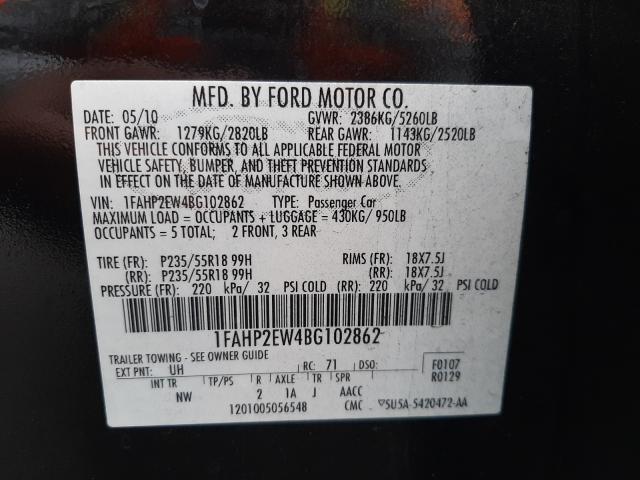 MFD. BY FORD MOTOR CO.
DATE: 05/10 GVWR: 2386KG/5260LB
FRONT GAWR: 1279KG/2820LB REAR GAWR: 1143KG/2520LB
THIS VEHICLE CONFORMS TO ALL APPLICABLE FEDERAL MOTOR
VEHICLE SAFETY, BUMPER, AND THEFT PREVENTION STANDARDS
IN EFFECT ON THE DATE OF MANUFACTURE SHOWN ABOVE.
VIN: 1FAHP2EW4BG102862 TYPE: Passenger Car
MAXIMUM LOAD = OCCUPANTS + LUGGAGE = 430KG/ 950LB
OCCUPANTS = 5 TOTAL; 2 FRONT, 3 REAR
TIRE (FR): P235/55R18 99H RIMS (FR): 18X7.5J
(RR): P235/55R18 99H (RR): 18X7.5J
PRESSURE (FR): 220 kPa/ 32 PSI COLD (RR): 220 kPa/ 32 PSI COLD
1FAHP2EW4BG102862
TRAILER TOWING - SEE OWNER GUIDE
EXT PNT: UH RC: 71 DSO: F0107
INT TR TP/PS R AXLE TR SPR R0129
NW 2 1A J AACC
1201005056548 CMC ▽5U5A-5420472-AA